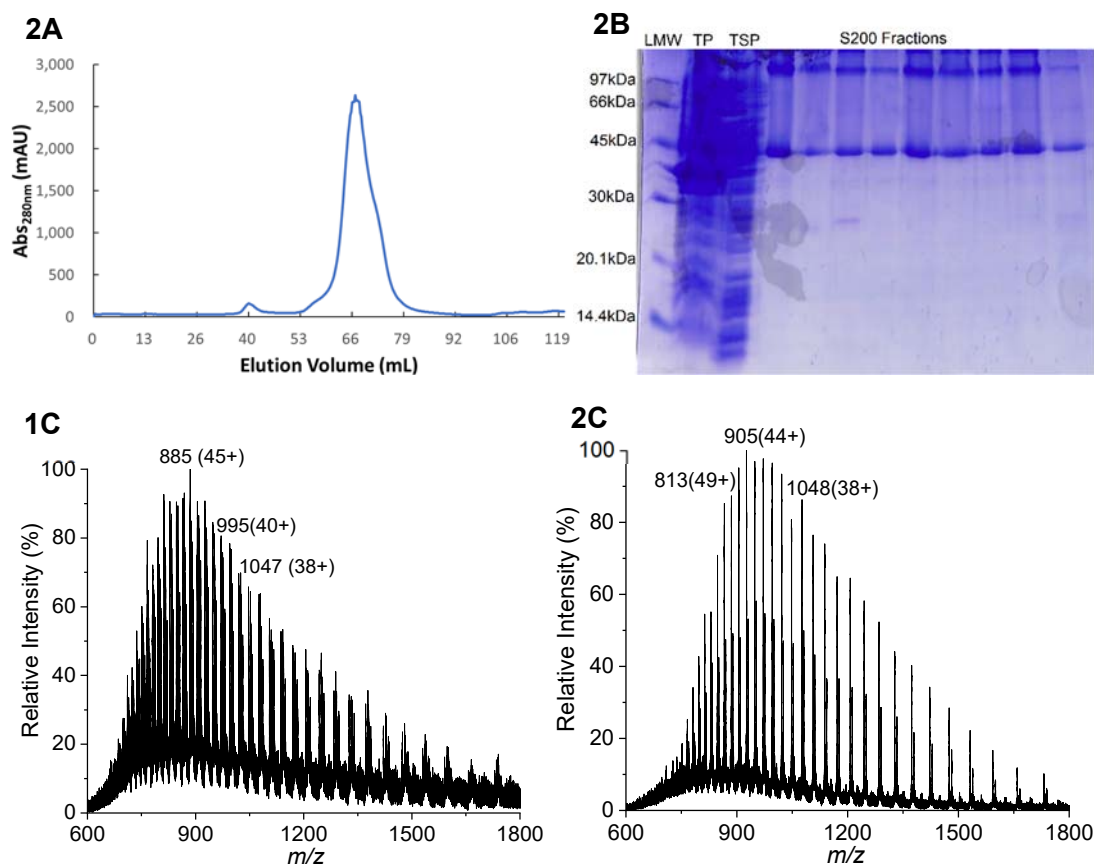 2A
3,000
2,500
2,000
1,500
1,000
500
0
Abs280nm (mAU)
0 13 26 40 53 66 79 92 106 119
Elution Volume (mL)
2B
LMW TP TSP S200 Fractions
97kDa
66kDa
45kDa
30kDa
20.1kDa
14.4kDa
1C
885 (45+)
995(40+)
1047 (38+)
100
80
60
40
20
0
Relative Intensity (%)
600 900 1200 1500 1800
m/z
2C
905(44+)
813(49+)
1048(38+)
100
80
60
40
20
0
Relative Intensity (%)
600 900 1200 1500 1800
m/z